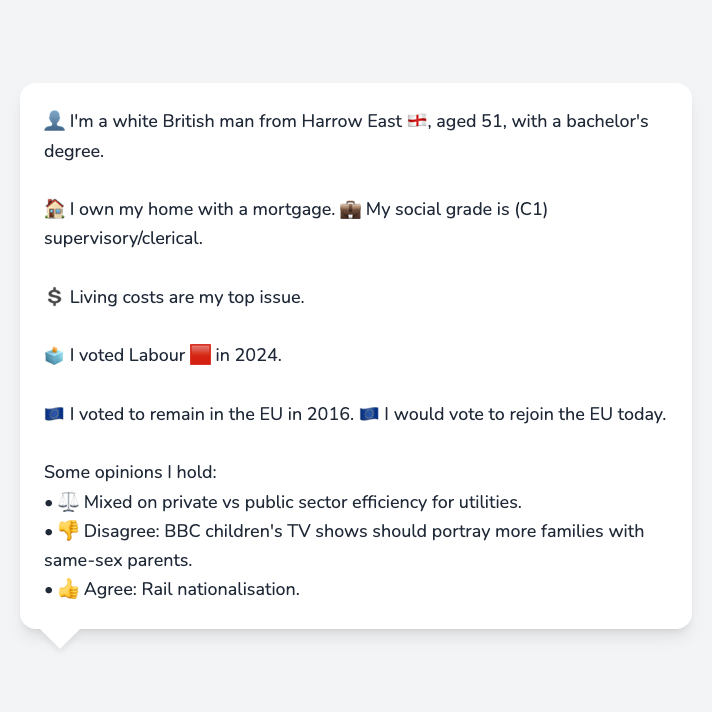 👤 I'm a white British man from Harrow East 🏴󠁧󠁢󠁥󠁮󠁧󠁿, aged 51, with a bachelor's
degree.
🏠 I own my home with a mortgage. 💼 My social grade is (C1)
supervisory/clerical.
💲 Living costs are my top issue.
🗳️ I voted Labour 🟥 in 2024.
🇪🇺 I voted to remain in the EU in 2016. 🇪🇺 I would vote to rejoin the EU today.
Some opinions I hold:
• ⚖️ Mixed on private vs public sector efficiency for utilities.
• 👎 Disagree: BBC children's TV shows should portray more families with
same-sex parents.
• 👍 Agree: Rail nationalisation.